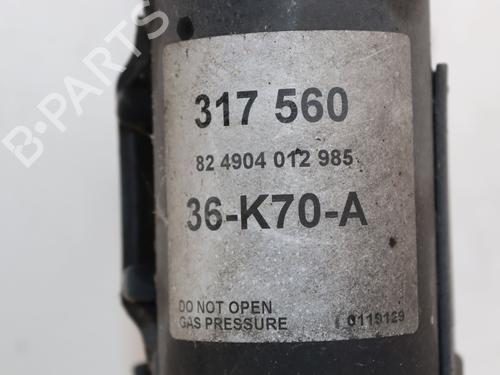 317 560
82 4904 012 985
36-K70-A
DO NOT OPEN
GAS PRESSURE
0119129
B-PARTS